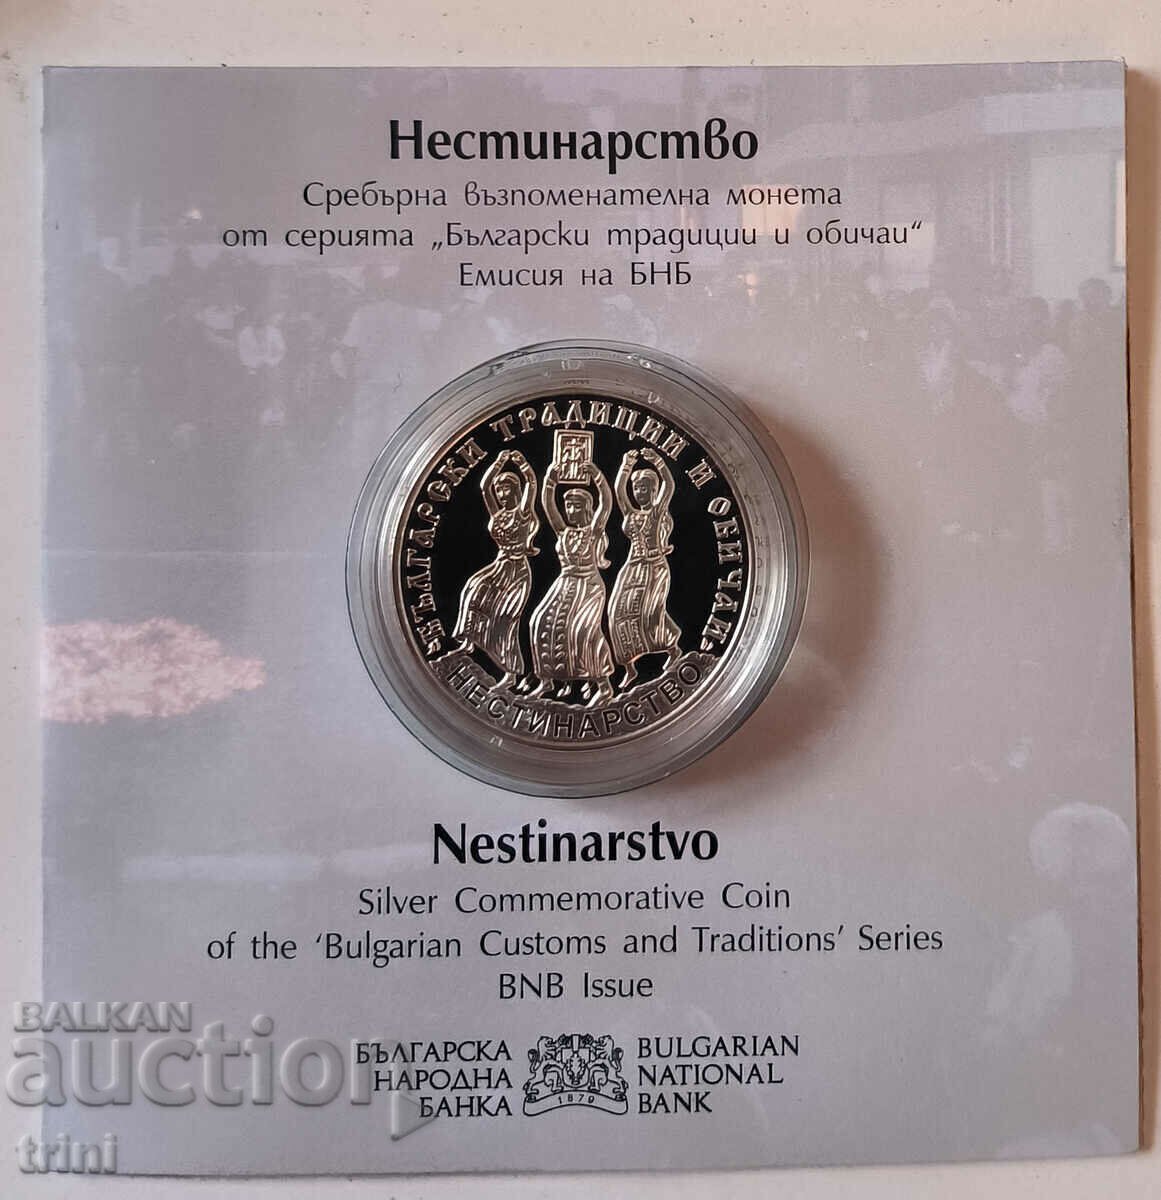 Нестинарство
Сребърна възпоменателна монета
от серията „Български традиции и обичаи“
Емисия на БНБ
БЪЛГАРСКИ ТРАДИЦИИ И ОБИЧАИ
НЕСТИНАРСТВО
Nestinarstvo
Silver Commemorative Coin
of the ‘Bulgarian Customs and Traditions’ Series
BNB Issue
БЪЛГАРСКА
НАРОДНА
БАНКА
1879
BULGARIAN
NATIONAL
BANK
BALKAN
auction
trini